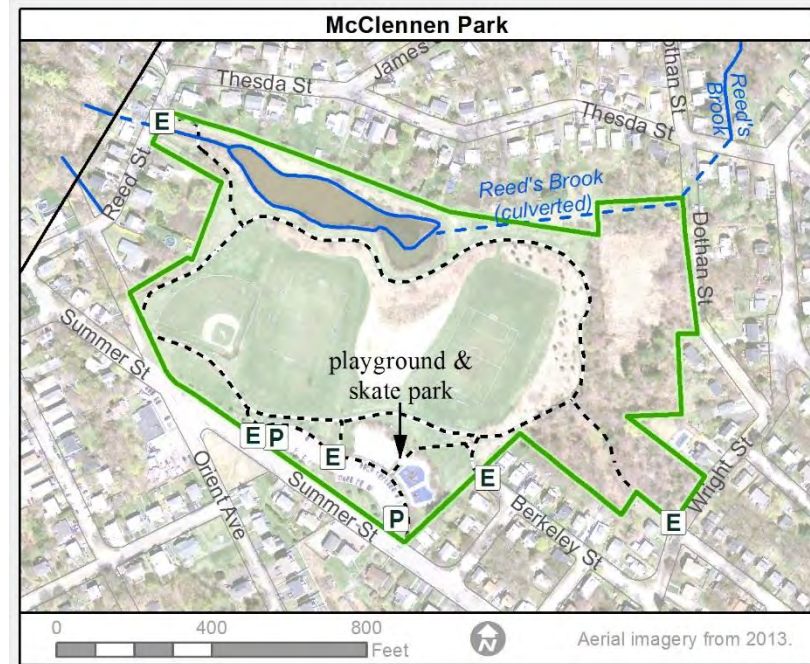 McClennen Park
Thesda St
James
Dothan St
Reed's
Brook
Thesda St
E
Reed St
Reed's Brook
(culverted)
Dothan St
Summer St
playground &
skate park
E
P
E
E
Orient Ave
Summer St
P
Berkeley St
Wright St
E
0
400
800
Feet
N
Aerial imagery from 2013.